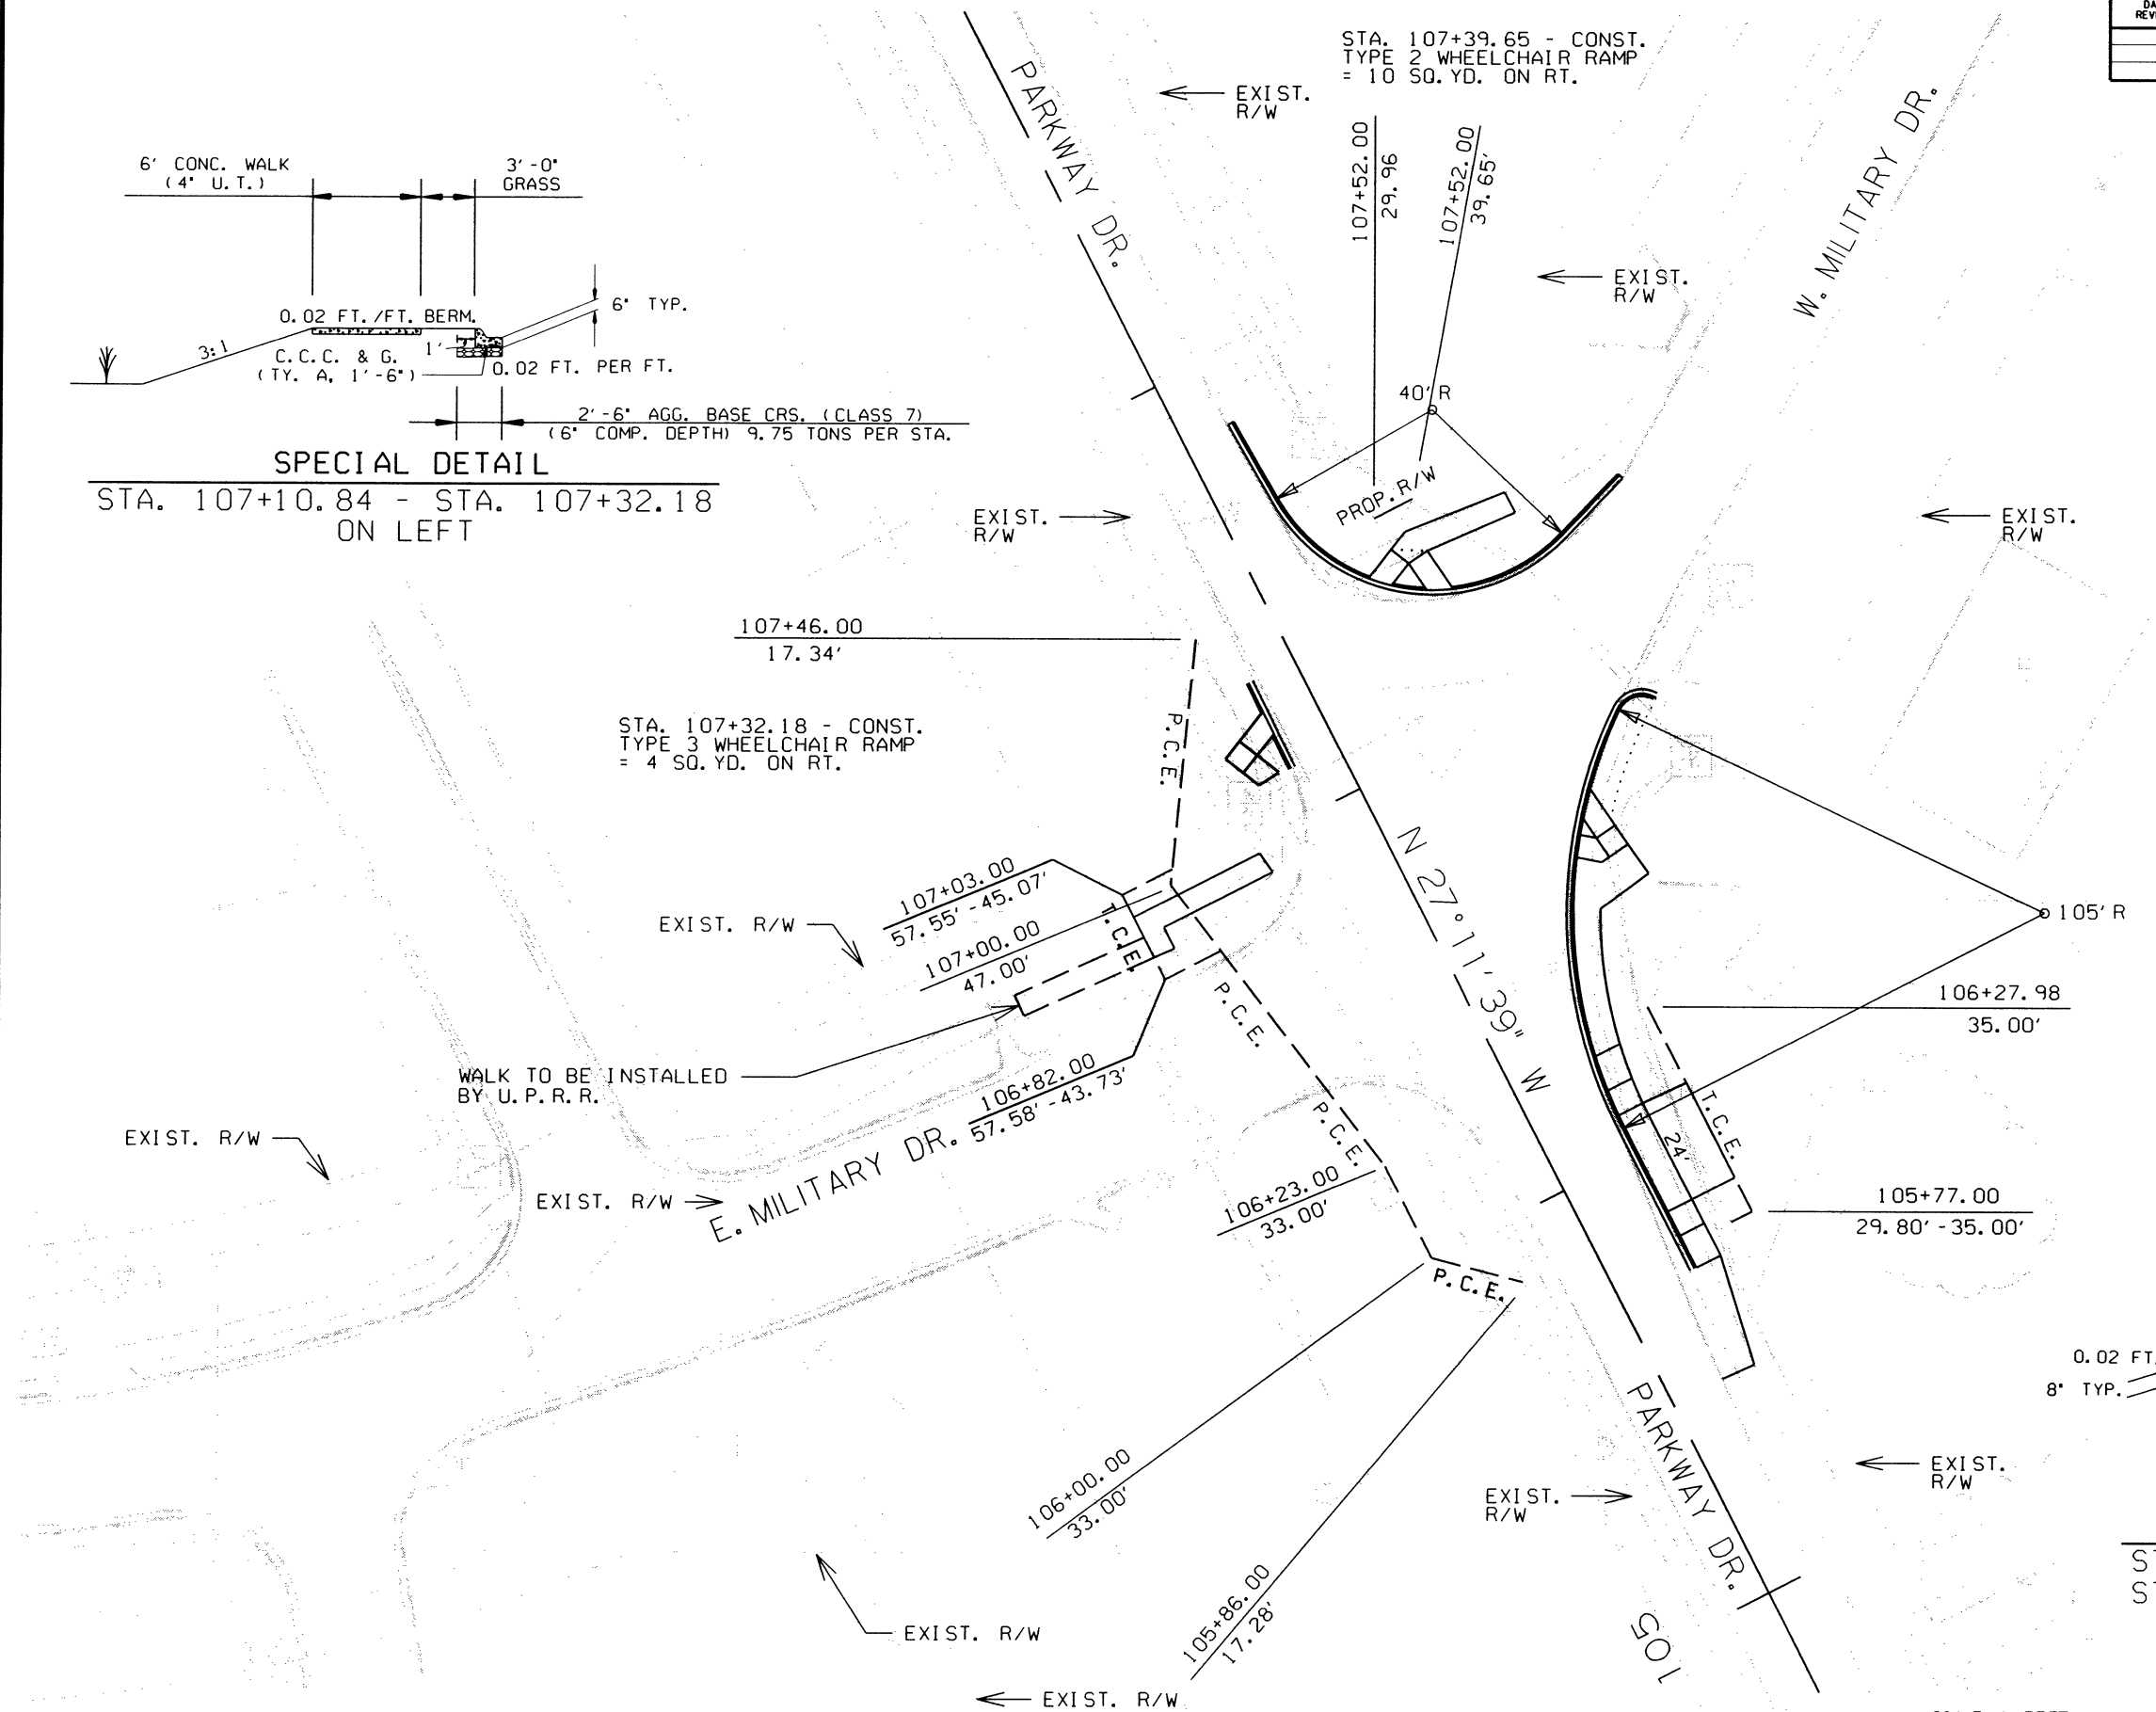 DA
REV
STA. 107+39.65 - CONST.
TYPE 2 WHEELCHAIR RAMP
= 10 SQ.YD. ON RT.
EXIST.
R/W
PARKWAY DR.
W. MILITARY DR.
107+52.00
29.96
107+52.00
39.65'
6' CONC. WALK
(4" U.T.)
3'-0"
GRASS
0.02 FT./FT. BERM.
6" TYP.
3:1
1'
C.C.C. & G.
(TY. A, 1'-6")
0.02 FT. PER FT.
2'-6" AGG. BASE CRS. (CLASS 7)
(6" COMP. DEPTH) 9.75 TONS PER STA.
SPECIAL DETAIL
STA. 107+10.84 - STA. 107+32.18
ON LEFT
EXIST.
R/W
40' R
PROP. R/W
EXIST.
R/W
EXIST.
R/W
107+46.00
17.34'
P.C.E.
STA. 107+32.18 - CONST.
TYPE 3 WHEELCHAIR RAMP
= 4 SQ.YD. ON RT.
N 27°11'39" W
107+03.00
57.55'-45.07'
EXIST. R/W
T.C.E.
107+00.00
47.00'
105' R
P.C.E.
106+27.98
35.00'
WALK TO BE INSTALLED
BY U.P.R.R.
106+82.00
57.58'-43.73'
T.C.E.
24'
P.C.E.
EXIST. R/W
EXIST. R/W
E. MILITARY DR.
106+23.00
33.00'
105+77.00
29.80'-35.00'
P.C.E.
0.02 FT.
8" TYP.
PARKWAY DR.
106+00.00
33.00'
EXIST.
R/W
EXIST.
R/W
105+86.00
17.28'
105
EXIST. R/W
EXIST. R/W
ST
ST